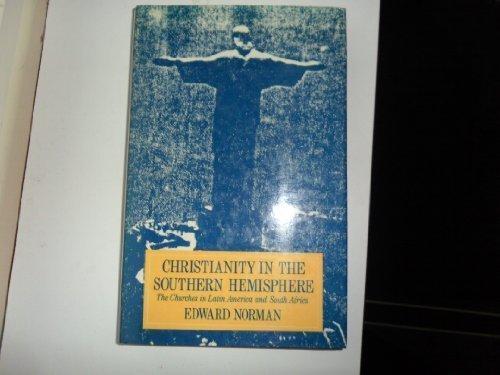 CHRISTIANITY IN THE
SOUTHERN HEMISPHERE
The Churches in Latin America and South Africa
EDWARD NORMAN